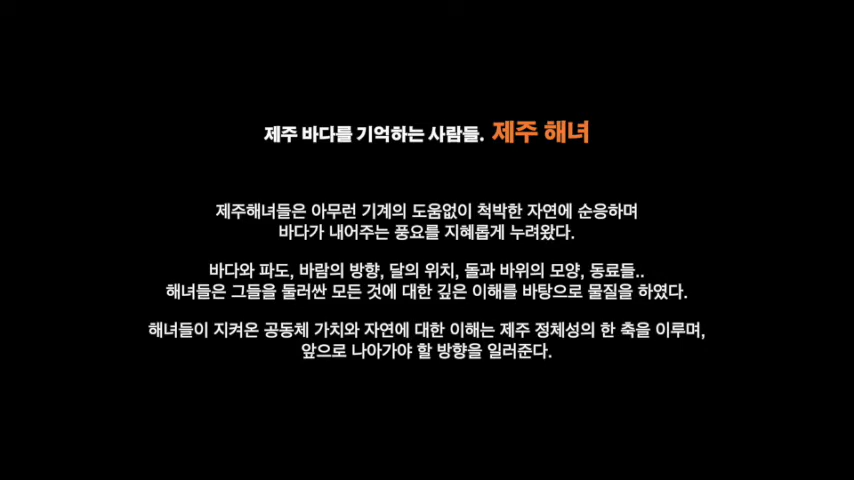 제주 바다를 기억하는 사람들. 제주 해녀
제주해녀들은 아무런 기계의 도움없이 척박한 자연에 순응하며
바다가 내어주는 풍요를 지혜롭게 누려왔다.
바다와 파도, 바람의 방향, 달의 위치, 돌과 바위의 모양, 동료들..
해녀들은 그들을 둘러싼 모든 것에 대한 깊은 이해를 바탕으로 물질을 하였다.
해녀들이 지켜온 공동체 가치와 자연에 대한 이해는 제주 정체성의 한 축을 이루며,
앞으로 나아가야 할 방향을 일러준다.